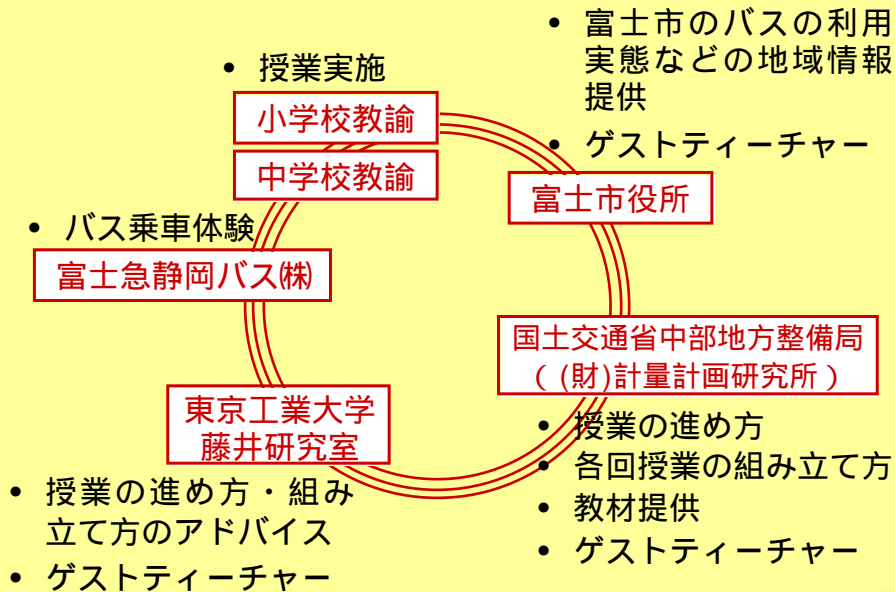 • 授業実施
小学校教諭
中学校教諭
• 富士市のバスの利用
実態などの地域情報
提供
• ゲストティーチャー
富士市役所
• バス乗車体験
富士急静岡バス㈱
国土交通省中部地方整備局
（(財)計量計画研究所）
• 授業の進め方
• 各回授業の組み立て方
• 教材提供
• ゲストティーチャー
東京工業大学
藤井研究室
• 授業の進め方・組み
立て方のアドバイス
• ゲストティーチャー